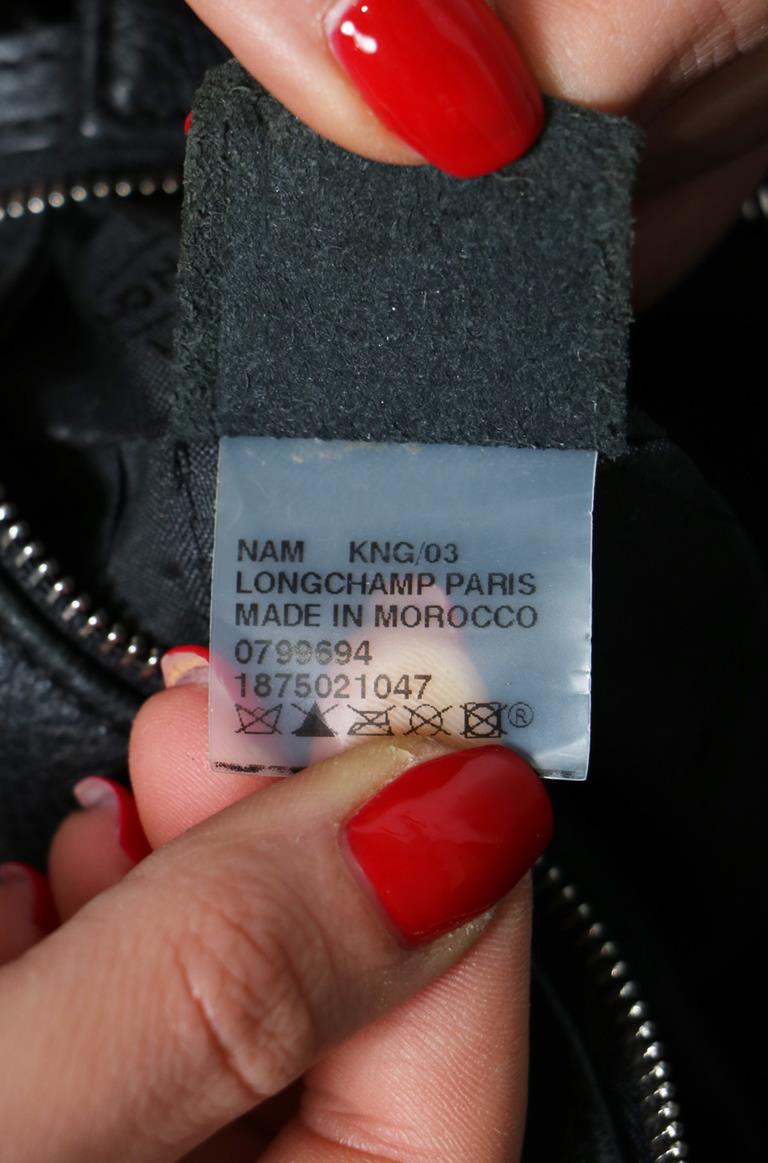 NAM KNG/03
LONGCHAMP PARIS
MADE IN MOROCCO
0799694
1875021047
®